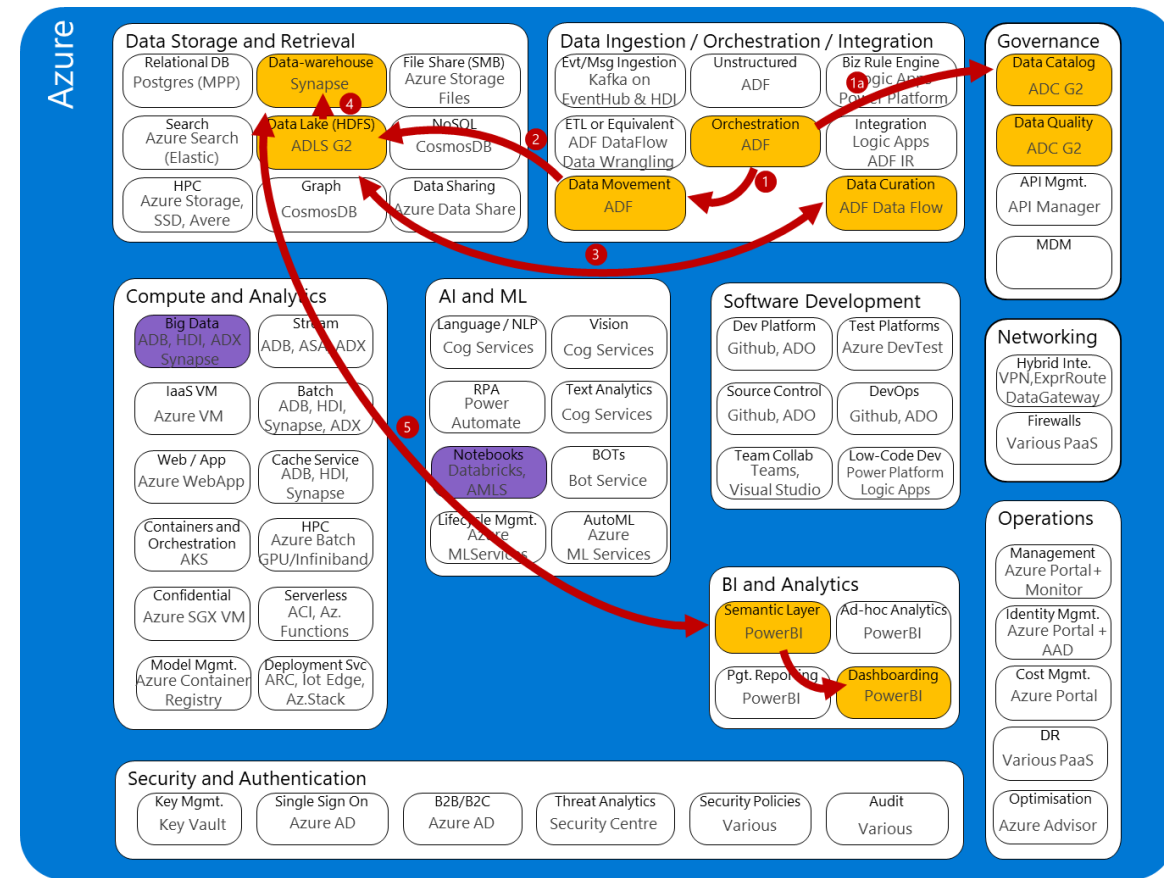 Azure
Data Storage and Retrieval
Relational DB
Postgres (MPP)
Data-warehouse
Synapse
File Share (SMB)
Azure Storage
Files
4
Search
Azure Search
(Elastic)
Data Lake (HDFS)
ADLS G2
NoSQL
CosmosDB
HPC
Azure Storage,
SSD, Avere
Graph
CosmosDB
Data Sharing
Azure Data Share
2
Data Ingestion / Orchestration / Integration
Evt/Msg Ingestion
Kafka on
EventHub & HDI
Unstructured
ADF
Biz Rule Engine
Logic Apps
Power Platform
1a
ETL or Equivalent
ADF DataFlow
Data Wrangling
Orchestration
ADF
Integration
Logic Apps
ADF IR
1
Data Movement
ADF
Data Curation
ADF Data Flow
3
Governance
Data Catalog
ADC G2
Data Quality
ADC G2
API Mgmt.
API Manager
MDM
Compute and Analytics
Big Data
ADB, HDI, ADX
Synapse
Stream
ADB, ASA, ADX
IaaS VM
Azure VM
Batch
ADB, HDI,
Synapse, ADX
Web / App
Azure WebApp
Cache Service
ADB, HDI,
Synapse
Containers and
Orchestration
AKS
HPC
Azure Batch
GPU/Infiniband
Confidential
Azure SGX VM
Serverless
ACI, Az.
Functions
Model Mgmt.
Azure Container
Registry
Deployment Svc
ARC, Iot Edge,
Az.Stack
5
AI and ML
Language / NLP
Cog Services
Vision
Cog Services
RPA
Power
Automate
Text Analytics
Cog Services
Notebooks
Databricks,
AMLS
BOTs
Bot Service
Lifecycle Mgmt.
Azure
MLServices
AutoML
Azure
ML Services
Software Development
Dev Platform
Github, ADO
Test Platforms
Azure DevTest
Source Control
Github, ADO
DevOps
Github, ADO
Team Collab
Teams,
Visual Studio
Low-Code Dev
Power Platform
Logic Apps
Networking
Hybrid Inte.
VPN,ExprRoute
DataGateway
Firewalls
Various PaaS
BI and Analytics
Semantic Layer
PowerBI
Ad-hoc Analytics
PowerBI
Pgt. Reporting
PowerBI
Dashboarding
PowerBI
Operations
Management
Azure Portal+
Monitor
Identity Mgmt.
Azure Portal +
AAD
Cost Mgmt.
Azure Portal
DR
Various PaaS
Optimisation
Azure Advisor
Security and Authentication
Key Mgmt.
Key Vault
Single Sign On
Azure AD
B2B/B2C
Azure AD
Threat Analytics
Security Centre
Security Policies
Various
Audit
Various